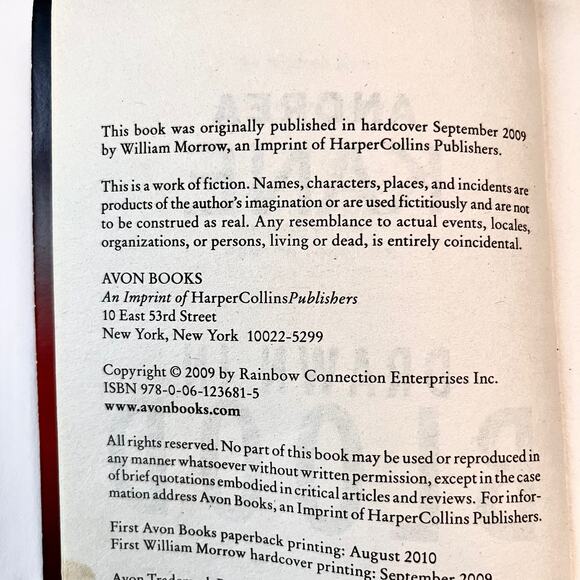 This book was originally published in hardcover September 2009
by William Morrow, an Imprint of HarperCollins Publishers.
This is a work of fiction. Names, characters, places, and incidents are
products of the author's imagination or are used fictitiously and are not
to be construed as real. Any resemblance to actual events, locales,
organizations, or persons, living or dead, is entirely coincidental.
AVON BOOKS
An Imprint of HarperCollinsPublishers
10 East 53rd Street
New York, New York 10022-5299
Copyright © 2009 by Rainbow Connection Enterprises Inc.
ISBN 978-0-06-123681-5
www.avonbooks.com
All rights reserved. No part of this book may be used or reproduced in
any manner whatsoever without written permission, except in the case
of brief quotations embodied in critical articles and reviews. For infor-
mation address Avon Books, an Imprint of HarperCollins Publishers.
First Avon Books paperback printing: August 2010
First William Morrow hardcover printing: September 2009
Avon